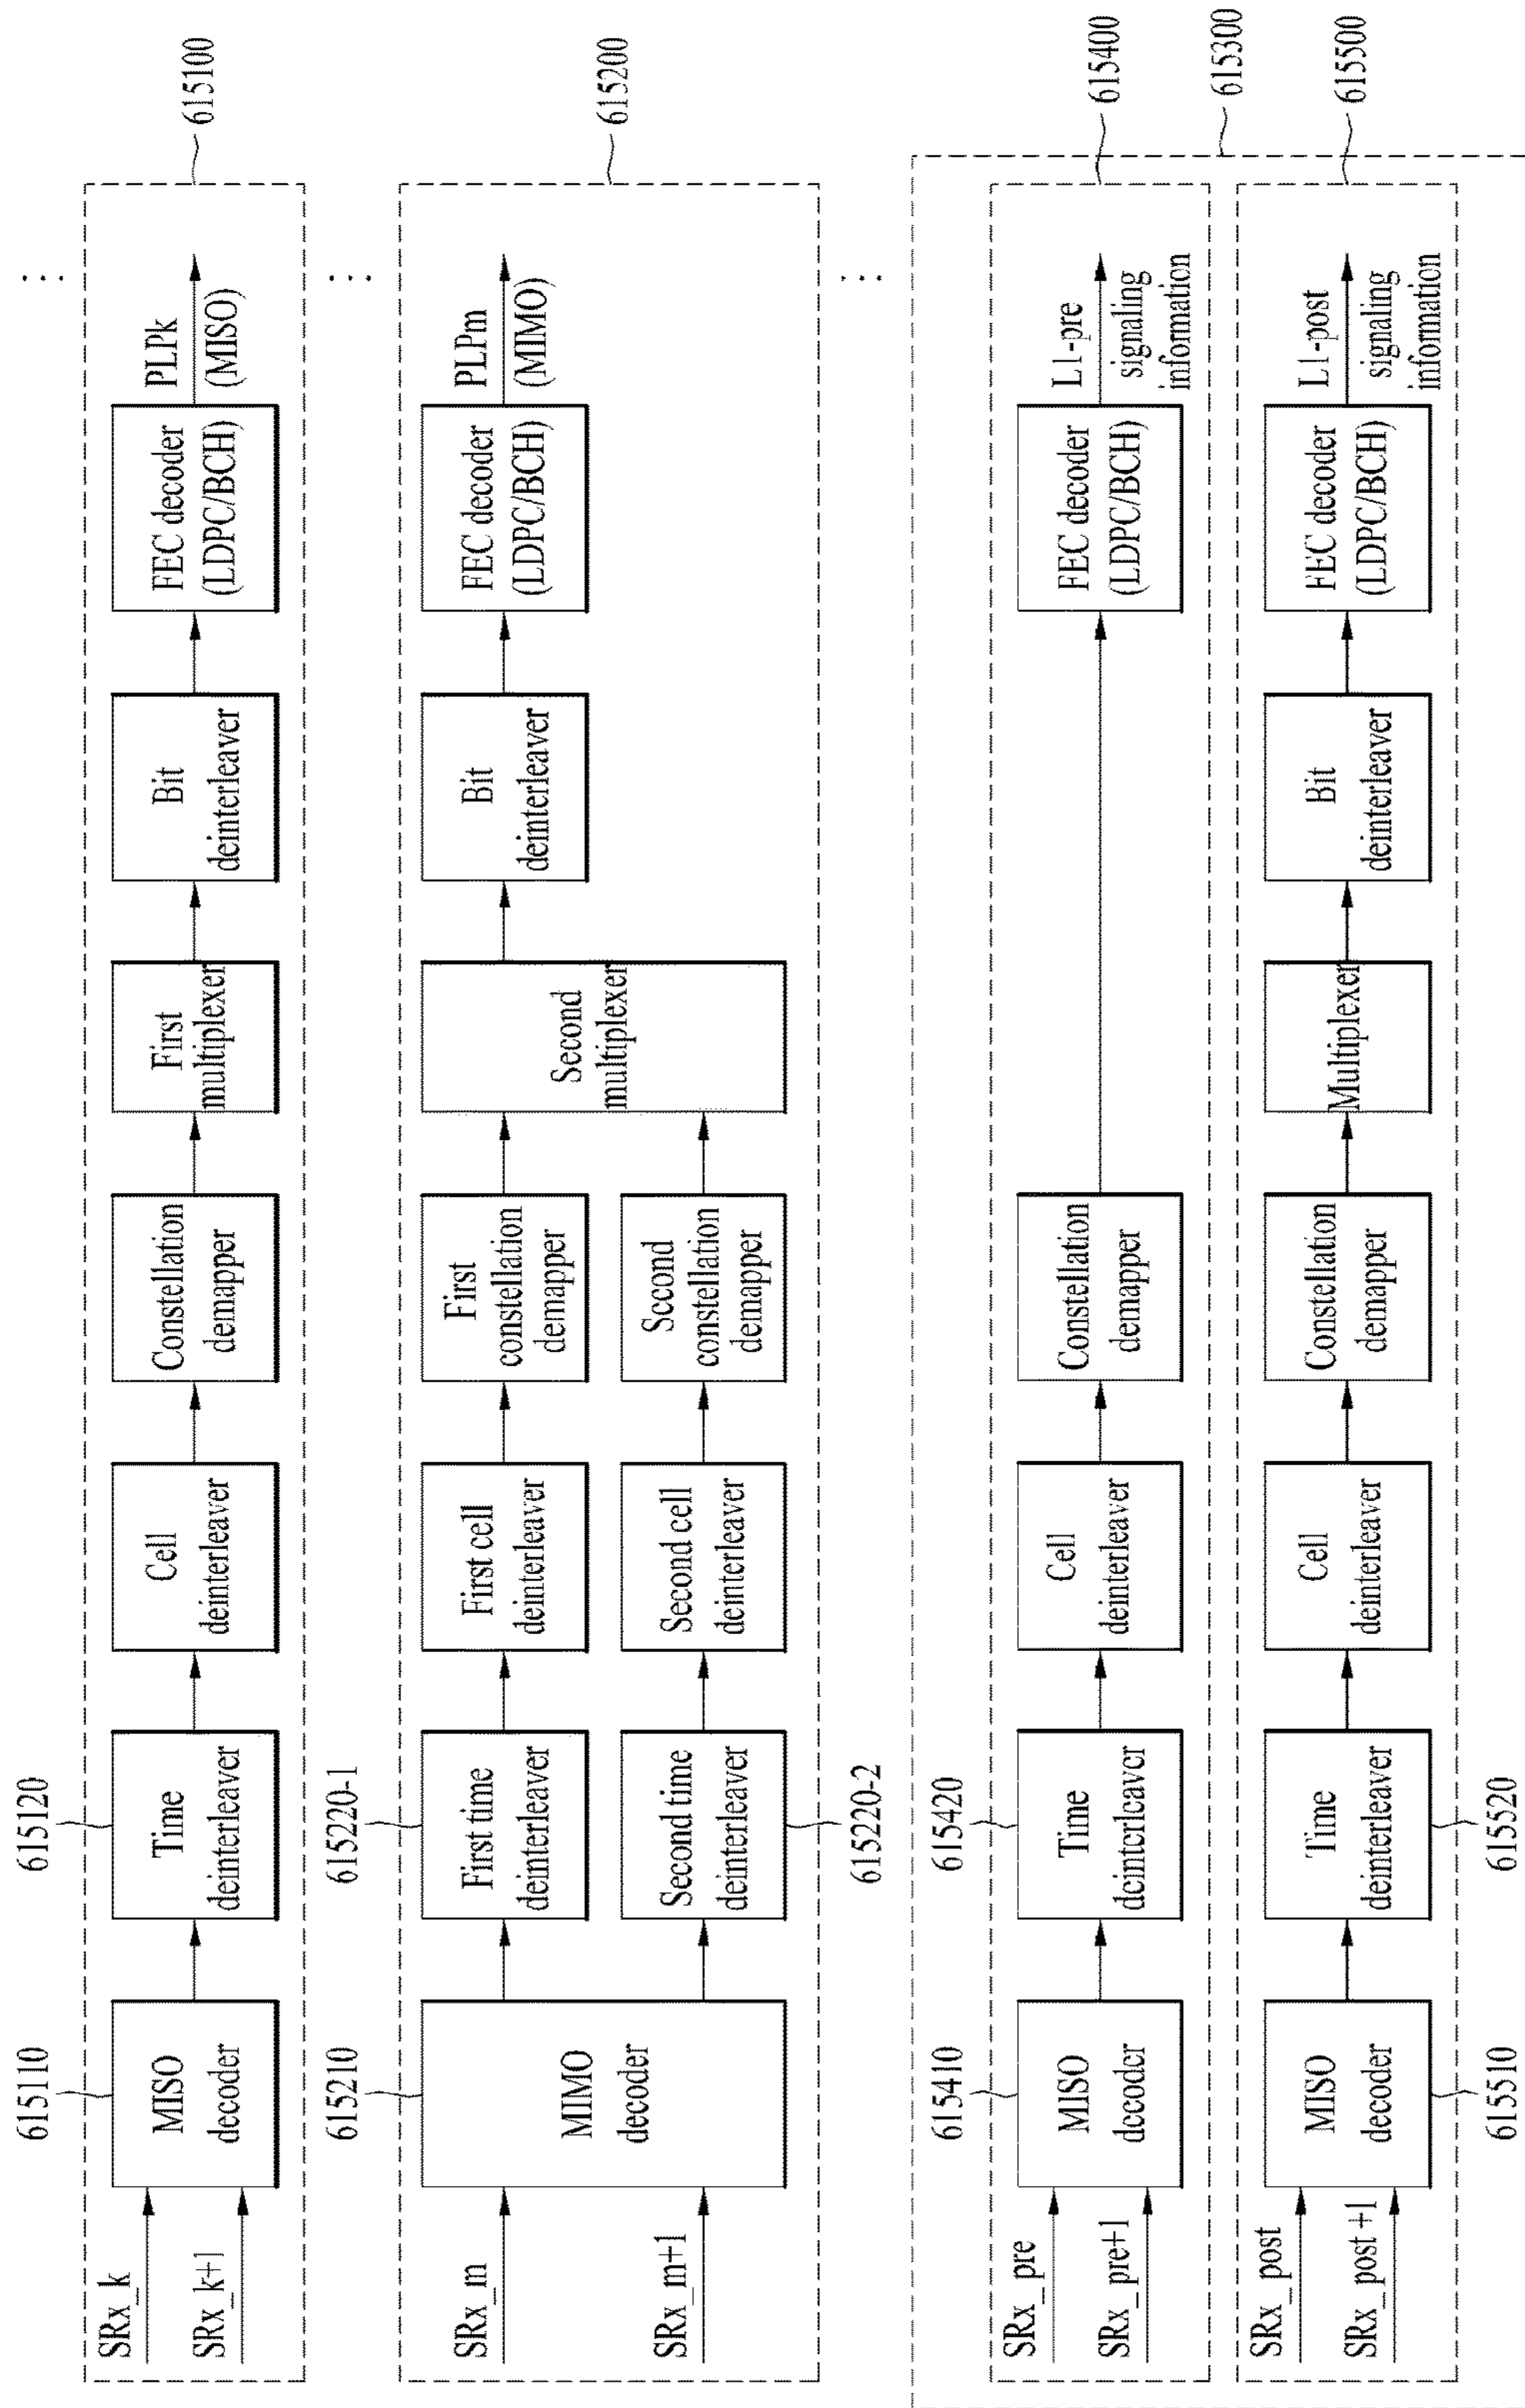 615110
615120
615100
SRx_k
SRx_k+1
MISO
decoder
Time
deinterleaver
Cell
deinterleaver
Constellation
demapper
First
multiplexer
Bit
deinterleaver
FEC decoder
(LDPC/BCH)
PLPk
(MISO)
615210
615220-1
615200
SRx_m
SRx_m+1
MIMO
decoder
First time
deinterleaver
First cell
deinterleaver
First
constellation
demapper
Second time
deinterleaver
Second cell
deinterleaver
Second
constellation
demapper
Second
multiplexer
Bit
deinterleaver
FEC decoder
(LDPC/BCH)
PLPm
(MIMO)
615220-2
615410
615420
615400
SRx_pre
SRx_pre+1
MISO
decoder
Time
deinterleaver
Cell
deinterleaver
Constellation
demapper
FEC decoder
(LDPC/BCH)
L1-pre
signaling
information
615300
SRx_post
SRx_post +1
MISO
decoder
Time
deinterleaver
Cell
deinterleaver
Constellation
demapper
Multiplexer
Bit
deinterleaver
FEC decoder
(LDPC/BCH)
L1-post
signaling
information
615500
615510
615520